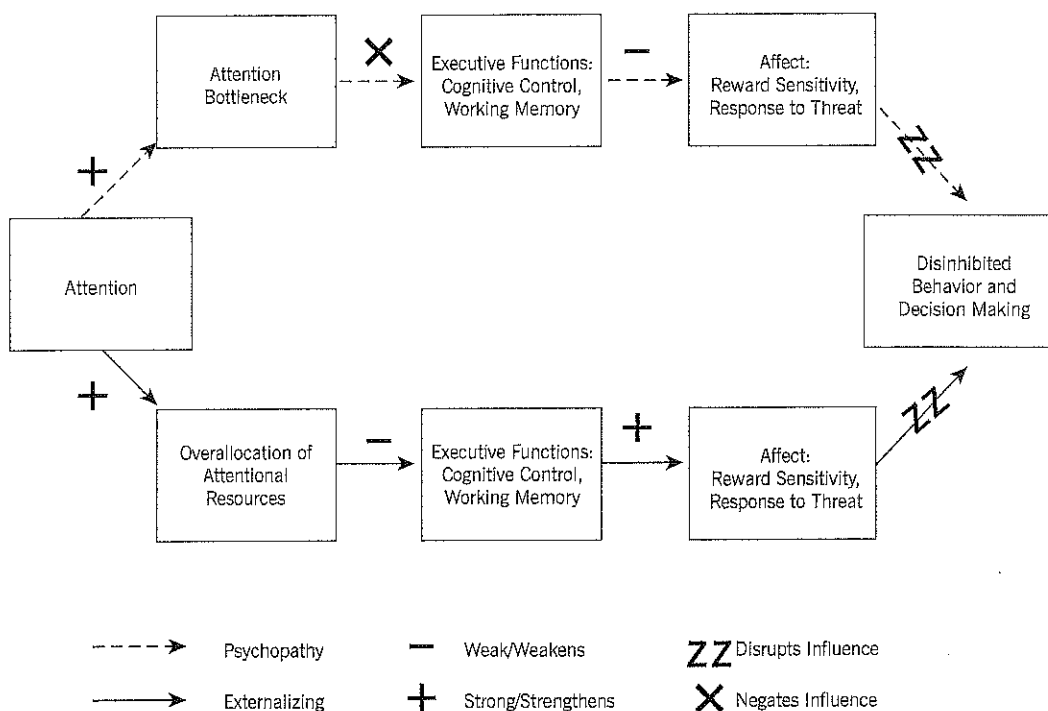 Attention
Bottleneck
Executive Functions:
Cognitive Control,
Working Memory
Affect:
Reward Sensitivity,
Response to Threat
Attention
Disinhibited
Behavior and
Decision Making
Overallocation of
Attentional
Resources
Executive Functions:
Cognitive Control,
Working Memory
Affect:
Reward Sensitivity,
Response to Threat
Psychopathy
Weak/Weakens
ZZ Disrupts Influence
Externalizing
Strong/Strengthens
Negates Influence